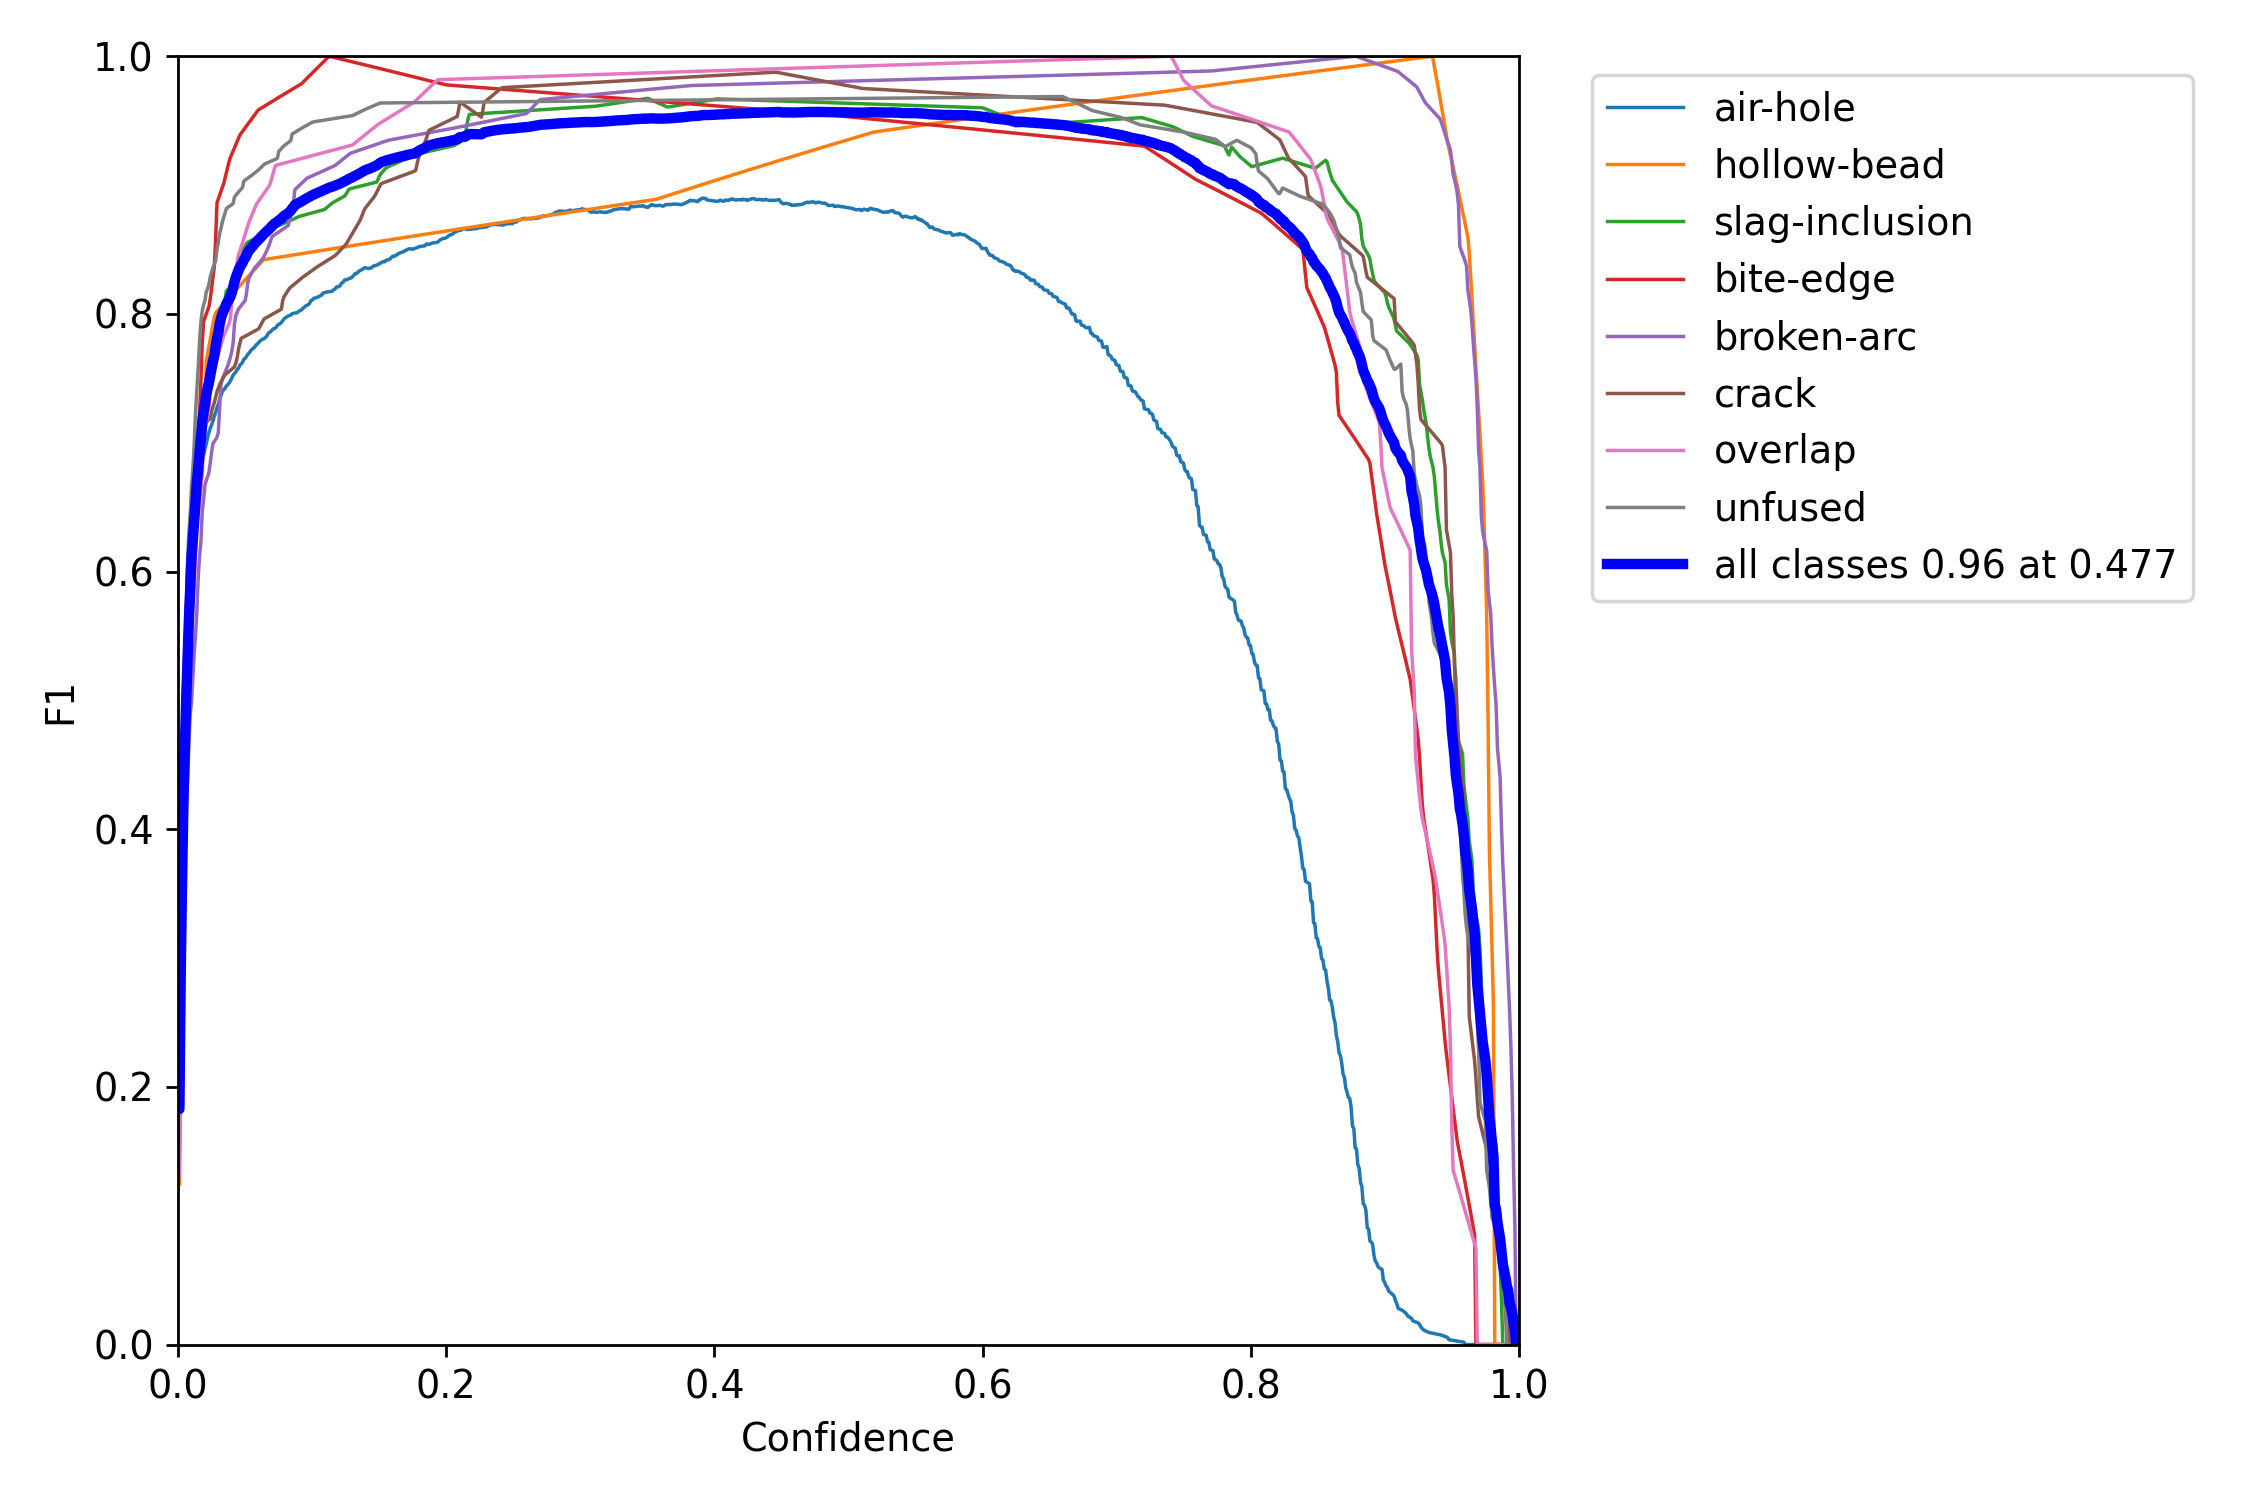 1.0
0.8
0.6
0.4
0.2
0.0
F1
0.0 0.2 0.4 0.6 0.8 1.0
Confidence
air-hole
hollow-bead
slag-inclusion
bite-edge
broken-arc
crack
overlap
unfused
all classes 0.96 at 0.477